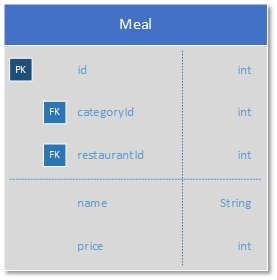 Meal
PK id int
FK categoryId int
FK restaurantId int
name String
price int